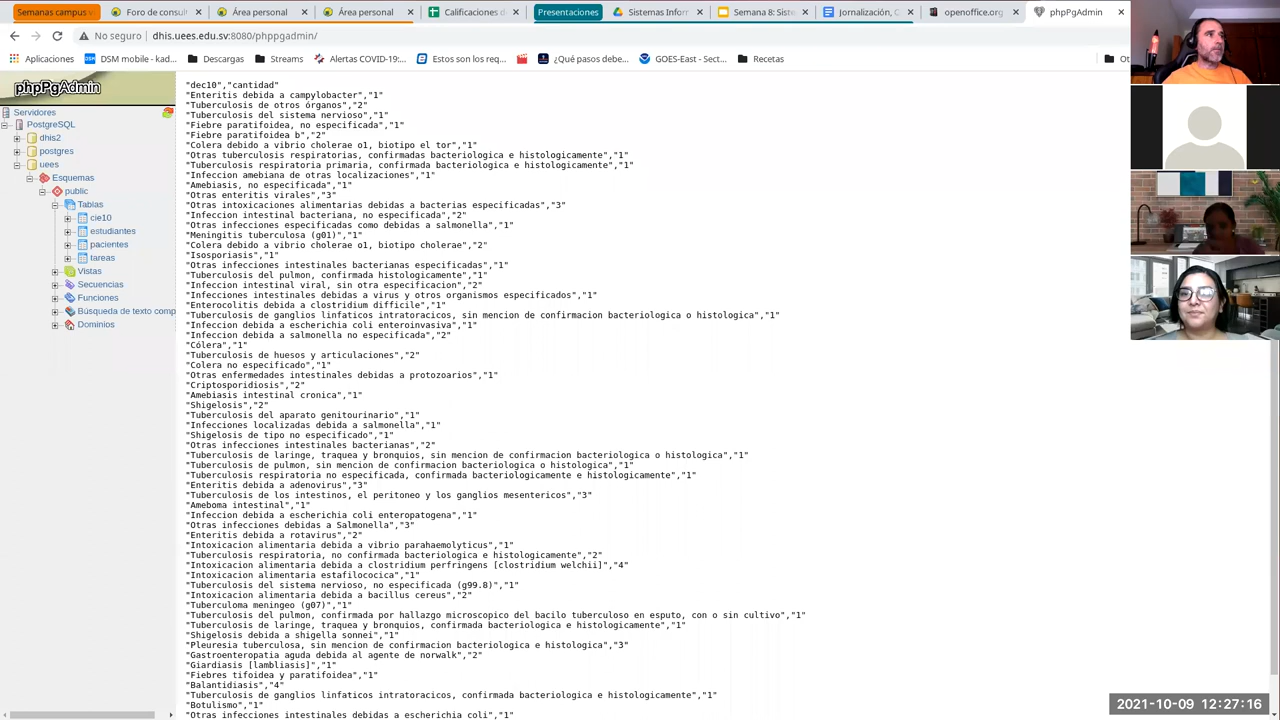 Semanas campus vi
Foro de consul
Área personal
Área personal
Calificaciones d
Presentaciones
Sistemas Infor
Semana 8: Sist
Jornalización, C
openoffice.org
phpPgAdmin
No seguro | dhis.uees.edu.sv:8080/phppgadmin/
Aplicaciones
DSM mobile - kad...
Descargas
Streams
Alertas COVID-19:...
Estos son los req...
¿Qué pasos debe...
GOES-East - Sect...
Recetas
phpPgAdmin
Servidores
PostgreSQL
dhis2
postgres
uees
Esquemas
public
Tablas
cie10
estudiantes
pacientes
tareas
Vistas
Secuencias
Funciones
Búsqueda de texto comp
Dominios
"dec10","cantidad"
"Enteritis debida a campylobacter","1"
"Tuberculosis de otros órganos","2"
"Tuberculosis del sistema nervioso","1"
"Fiebre paratifoidea, no especificada","1"
"Fiebre paratifoidea b","2"
"Colera debido a vibrio cholerae o1, biotipo el tor","1"
"Otras tuberculosis respiratorias, confirmadas bacteriologica e histologicamente","1"
"Tuberculosis respiratoria primaria, confirmada bacteriologica e histologicamente","1"
"Infeccion amebiana de otras localizaciones","1"
"Amebiasis, no especificada","1"
"Otras enteritis virales","3"
"Otras intoxicaciones alimentarias debidas a bacterias especificadas","3"
"Infeccion intestinal bacteriana, no especificada","2"
"Otras infecciones especificadas como debidas a salmonella","1"
"Meningitis tuberculosa (g01)","1"
"Colera debido a vibrio cholerae o1, biotipo cholerae","2"
"Isosporiasis","1"
"Otras infecciones intestinales bacterianas especificadas","1"
"Tuberculosis del pulmon, confirmada histologicamente","1"
"Infeccion intestinal viral, sin otra especificacion","2"
"Infecciones intestinales debidas a virus y otros organismos especificados","1"
"Enterocolitis debida a clostridium difficile","1"
"Tuberculosis de ganglios linfaticos intratoracicos, sin mencion de confirmacion bacteriologica o histologica","1"
"Infeccion debida a escherichia coli enteroinvasiva","1"
"Infeccion debida a salmonella no especificada","2"
"Cólera","1"
"Tuberculosis de huesos y articulaciones","2"
"Colera no especificado","1"
"Otras enfermedades intestinales debidas a protozoarios","1"
"Criptosporidiosis","2"
"Amebiasis intestinal cronica","1"
"Shigelosis","2"
"Tuberculosis del aparato genitourinario","1"
"Infecciones localizadas debida a salmonella","1"
"Shigelosis de tipo no especificado","1"
"Otras infecciones intestinales bacterianas","2"
"Tuberculosis de laringe, traquea y bronquios, sin mencion de confirmacion bacteriologica o histologica","1"
"Tuberculosis de pulmon, sin mencion de confirmacion bacteriologica o histologica","1"
"Tuberculosis respiratoria no especificada, confirmada bacteriologicamente e histologicamente","1"
"Enteritis debida a adenovirus","3"
"Tuberculosis de los intestinos, el peritoneo y los ganglios mesentericos","3"
"Ameboma intestinal","1"
"Infeccion debida a escherichia coli enteropatogena","1"
"Otras infecciones debidas a Salmonella","3"
"Enteritis debida a rotavirus","2"
"Intoxicacion alimentaria debida a vibrio parahaemolyticus","1"
"Tuberculosis respiratoria, no confirmada bacteriologica e histologicamente","2"
"Intoxicacion alimentaria debida a clostridium perfringens [clostridium welchii]","4"
"Intoxicacion alimentaria estafilococica","1"
"Tuberculosis del sistema nervioso, no especificada (g99.8)","1"
"Intoxicacion alimentaria debida a bacillus cereus","2"
"Tuberculoma meningeo (g07)","1"
"Tuberculosis del pulmon, confirmada por hallazgo microscopico del bacilo tuberculoso en esputo, con o sin cultivo","1"
"Tuberculosis de laringe, traquea y bronquios, confirmada bacteriologica e histologicamente","1"
"Shigelosis debida a shigella sonnei","1"
"Pleuresia tuberculosa, sin mencion de confirmacion bacteriologica e histologica","3"
"Gastroenteropatia aguda debida al agente de norwalk","2"
"Giardiasis [lambliasis]","1"
"Fiebres tifoidea y paratifoidea","1"
"Balantidiasis","4"
"Tuberculosis de ganglios linfaticos intratoracicos, confirmada bacteriologica e histologicamente","1"
"Botulismo","1"
"Otras infecciones intestinales debidas a escherichia coli","1"
Ot
2021-10-09 12:27:16